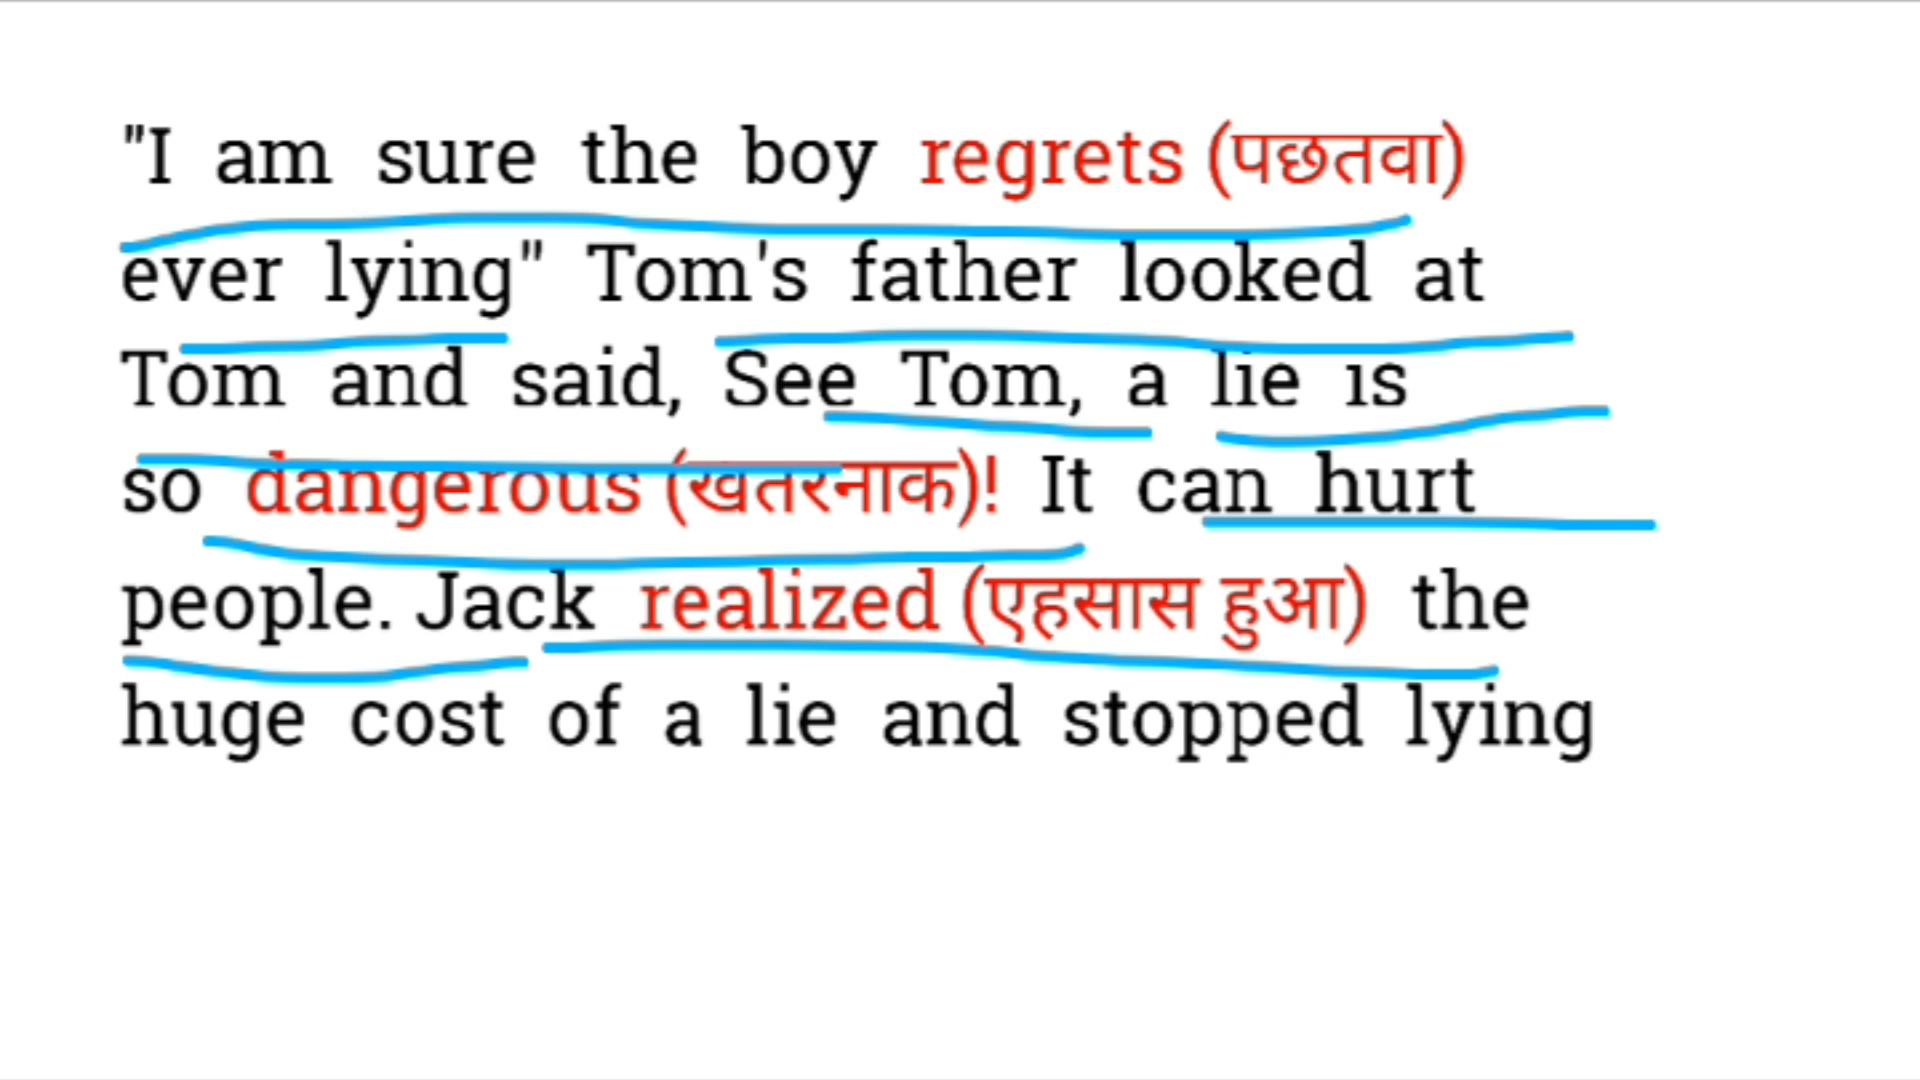 "I am sure the boy regrets (पछतवा)
ever lying" Tom's father looked at
Tom and said, See Tom, a lie is
so dangerous (खतरनाक)! It can hurt
people. Jack realized (एहसास हुआ) the
huge cost of a lie and stopped lying